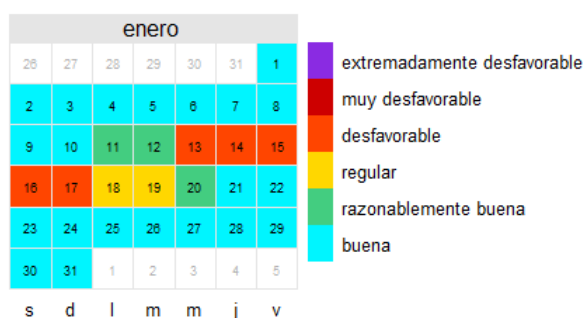 enero
26 27 28 29 30 31 1
2 3 4 5 6 7 8
9 10 11 12 13 14 15
16 17 18 19 20 21 22
23 24 25 26 27 28 29
30 31 1 2 3 4 5
s d l m m j v
extremadamente desfavorable
muy desfavorable
desfavorable
regular
razonablemente buena
buena